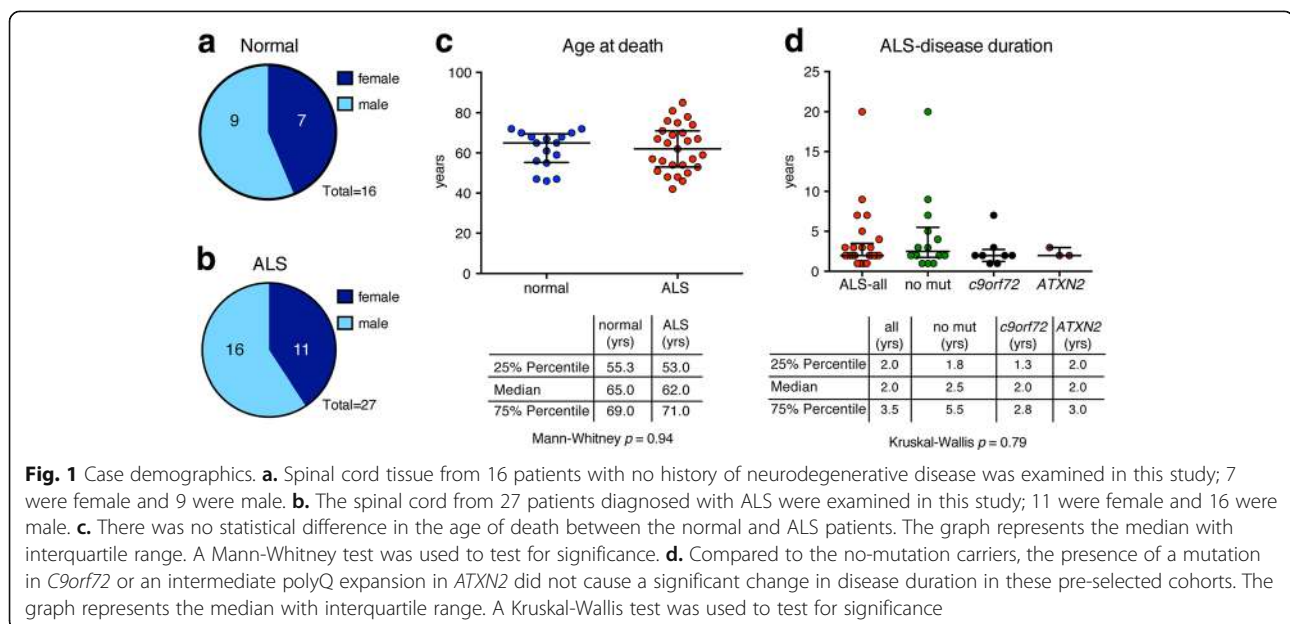 a Normal
female
male
9
7
Total=16
b ALS
female
male
16
11
Total=27
c Age at death
100
80
60
40
20
0
years
normal ALS
normal ALS
(yrs) (yrs)
25% Percentile 55.3 53.0
Median 65.0 62.0
75% Percentile 69.0 71.0
Mann-Whitney p = 0.94
d ALS-disease duration
25
20
15
10
5
0
years
ALS-all no mut c9orf72 ATXN2
all no mut c9orf72 ATXN2
(yrs) (yrs) (yrs) (yrs)
25% Percentile 2.0 1.8 1.3 2.0
Median 2.0 2.5 2.0 2.0
75% Percentile 3.5 5.5 2.8 3.0
Kruskal-Wallis p = 0.79
Fig. 1 Case demographics. a. Spinal cord tissue from 16 patients with no history of neurodegenerative disease was examined in this study; 7
were female and 9 were male. b. The spinal cord from 27 patients diagnosed with ALS were examined in this study; 11 were female and 16 were
male. c. There was no statistical difference in the age of death between the normal and ALS patients. The graph represents the median with
interquartile range. A Mann-Whitney test was used to test for significance. d. Compared to the no-mutation carriers, the presence of a mutation
in C9orf72 or an intermediate polyQ expansion in ATXN2 did not cause a significant change in disease duration in these pre-selected cohorts. The
graph represents the median with interquartile range. A Kruskal-Wallis test was used to test for significance